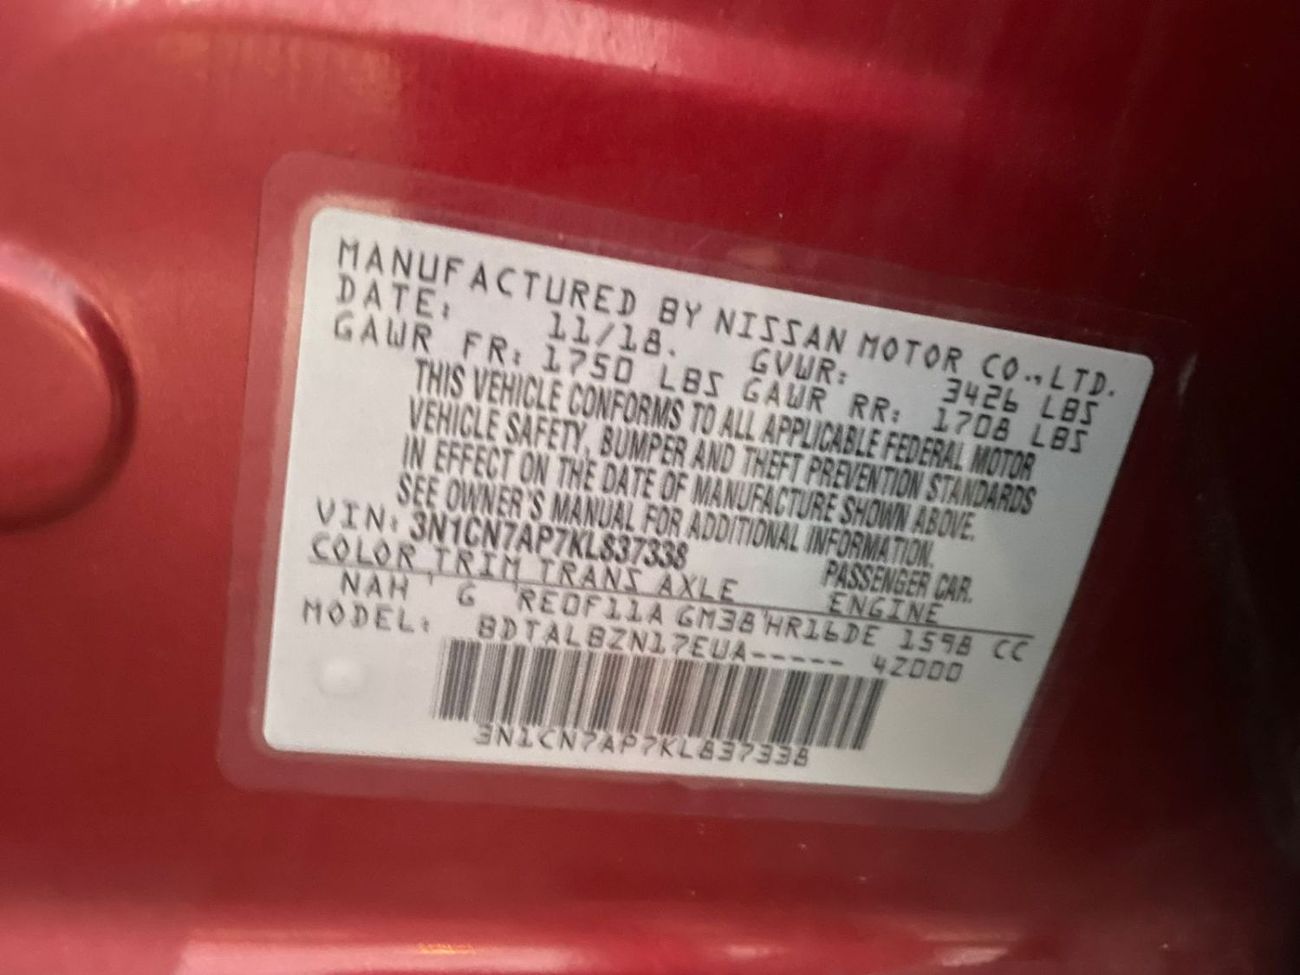 MANUFACTURED BY NISSAN MOTOR CO.,LTD.
DATE: 11/18. GVWR: 3426 LBS
GAWR FR: 1750 LBS GAWR RR: 1708 LBS
THIS VEHICLE CONFORMS TO ALL APPLICABLE FEDERAL MOTOR
VEHICLE SAFETY, BUMPER AND THEFT PREVENTION STANDARDS
IN EFFECT ON THE DATE OF MANUFACTURE SHOWN ABOVE.
SEE OWNER'S MANUAL FOR ADDITIONAL INFORMATION.
VIN: 3N1CN7AP7KL837338 PASSENGER CAR.
COLOR TRIM TRANS AXLE ENGINE
NAH G RE0F11A GM38 HR16DE 1598 CC
MODEL: BDTALBZN17EUA----- 4Z000
3N1CN7AP7KL837338